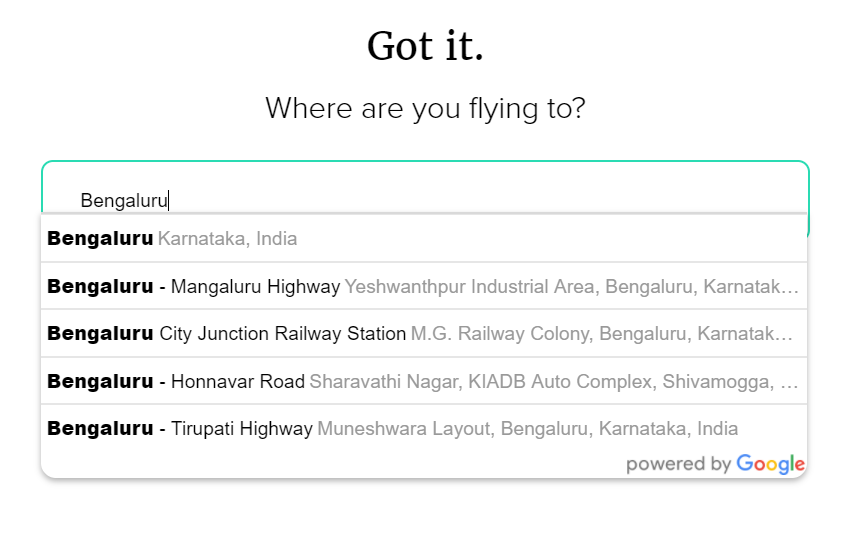 Got it.
Where are you flying to?
Bengaluru
Bengaluru Karnataka, India
Bengaluru - Mangaluru Highway Yeshwanthpur Industrial Area, Bengaluru, Karnatak...
Bengaluru City Junction Railway Station M.G. Railway Colony, Bengaluru, Karnatak...
Bengaluru - Honnavar Road Sharavathi Nagar, KIADB Auto Complex, Shivamogga, ...
Bengaluru - Tirupati Highway Muneshwara Layout, Bengaluru, Karnataka, India
powered by Google